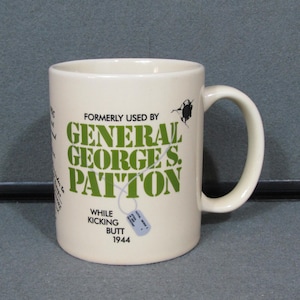 FORMERLY USED BY
GENERAL
GEORGE S.
PATTON
WHILE
KICKING
BUTT
1944